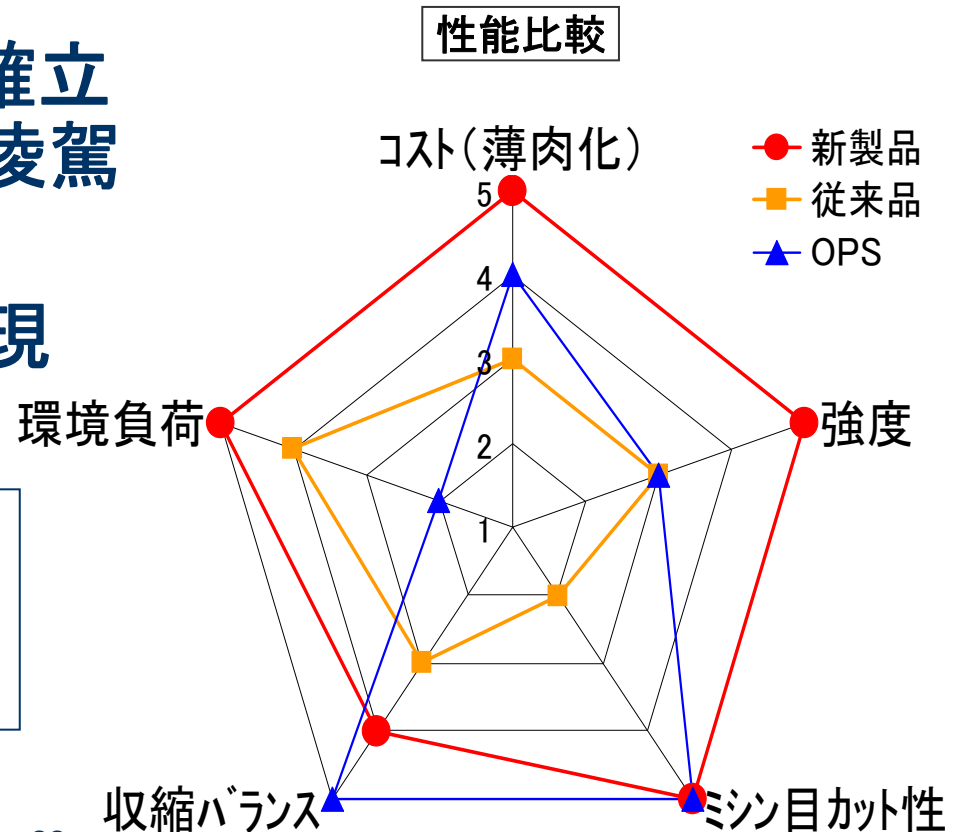 確立
凌駕
現
性能比較
コスト(薄肉化)
新製品
従来品
OPS
5
4
3
2
1
環境負荷
強度
収縮バランス
ミシン目カット性